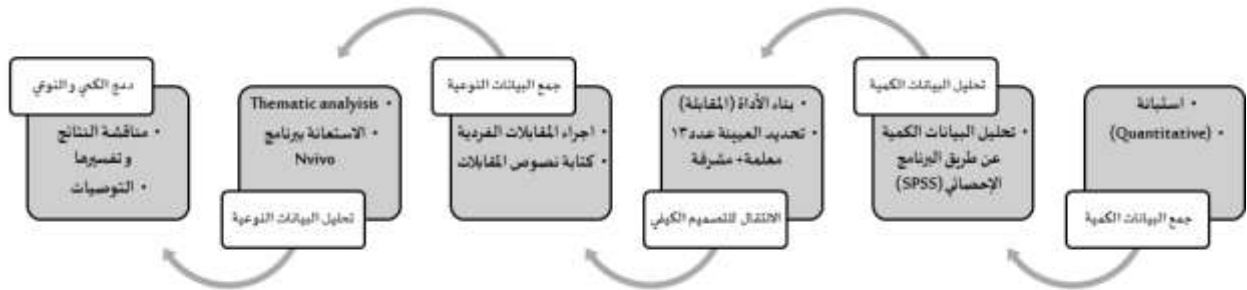 • استبانة
(Quantitative)
جمع البيانات الكمية
تحليل البيانات الكمية
• تحليل البيانات الكمية
عن طريق البرنامج
الإحصائي (SPSS)
• بناء الأداة (المقابلة)
• تحديد العيينة عدد ١٣
معلمة+ مشرفة
الانتقال للتصميم الكيفي
جمع البيانات النوعية
• اجراء المقابلات الفردية
• كتابة نصوص المقابلات
• Thematic analyisis
• الاستعانة ببرنامج
Nvivo
تحليل البيانات النوعية
دمج الكمي والنوعي
• مناقشة النتائج
وتفسيرها
• التوصيات